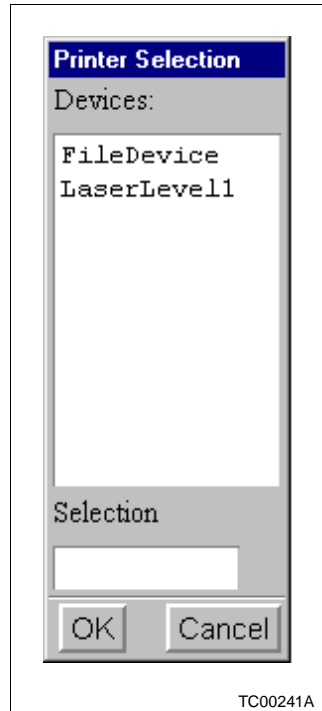 Printer Selection
Devices:
FileDevice
LaserLevel1
Selection
OK Cancel
TC00241A